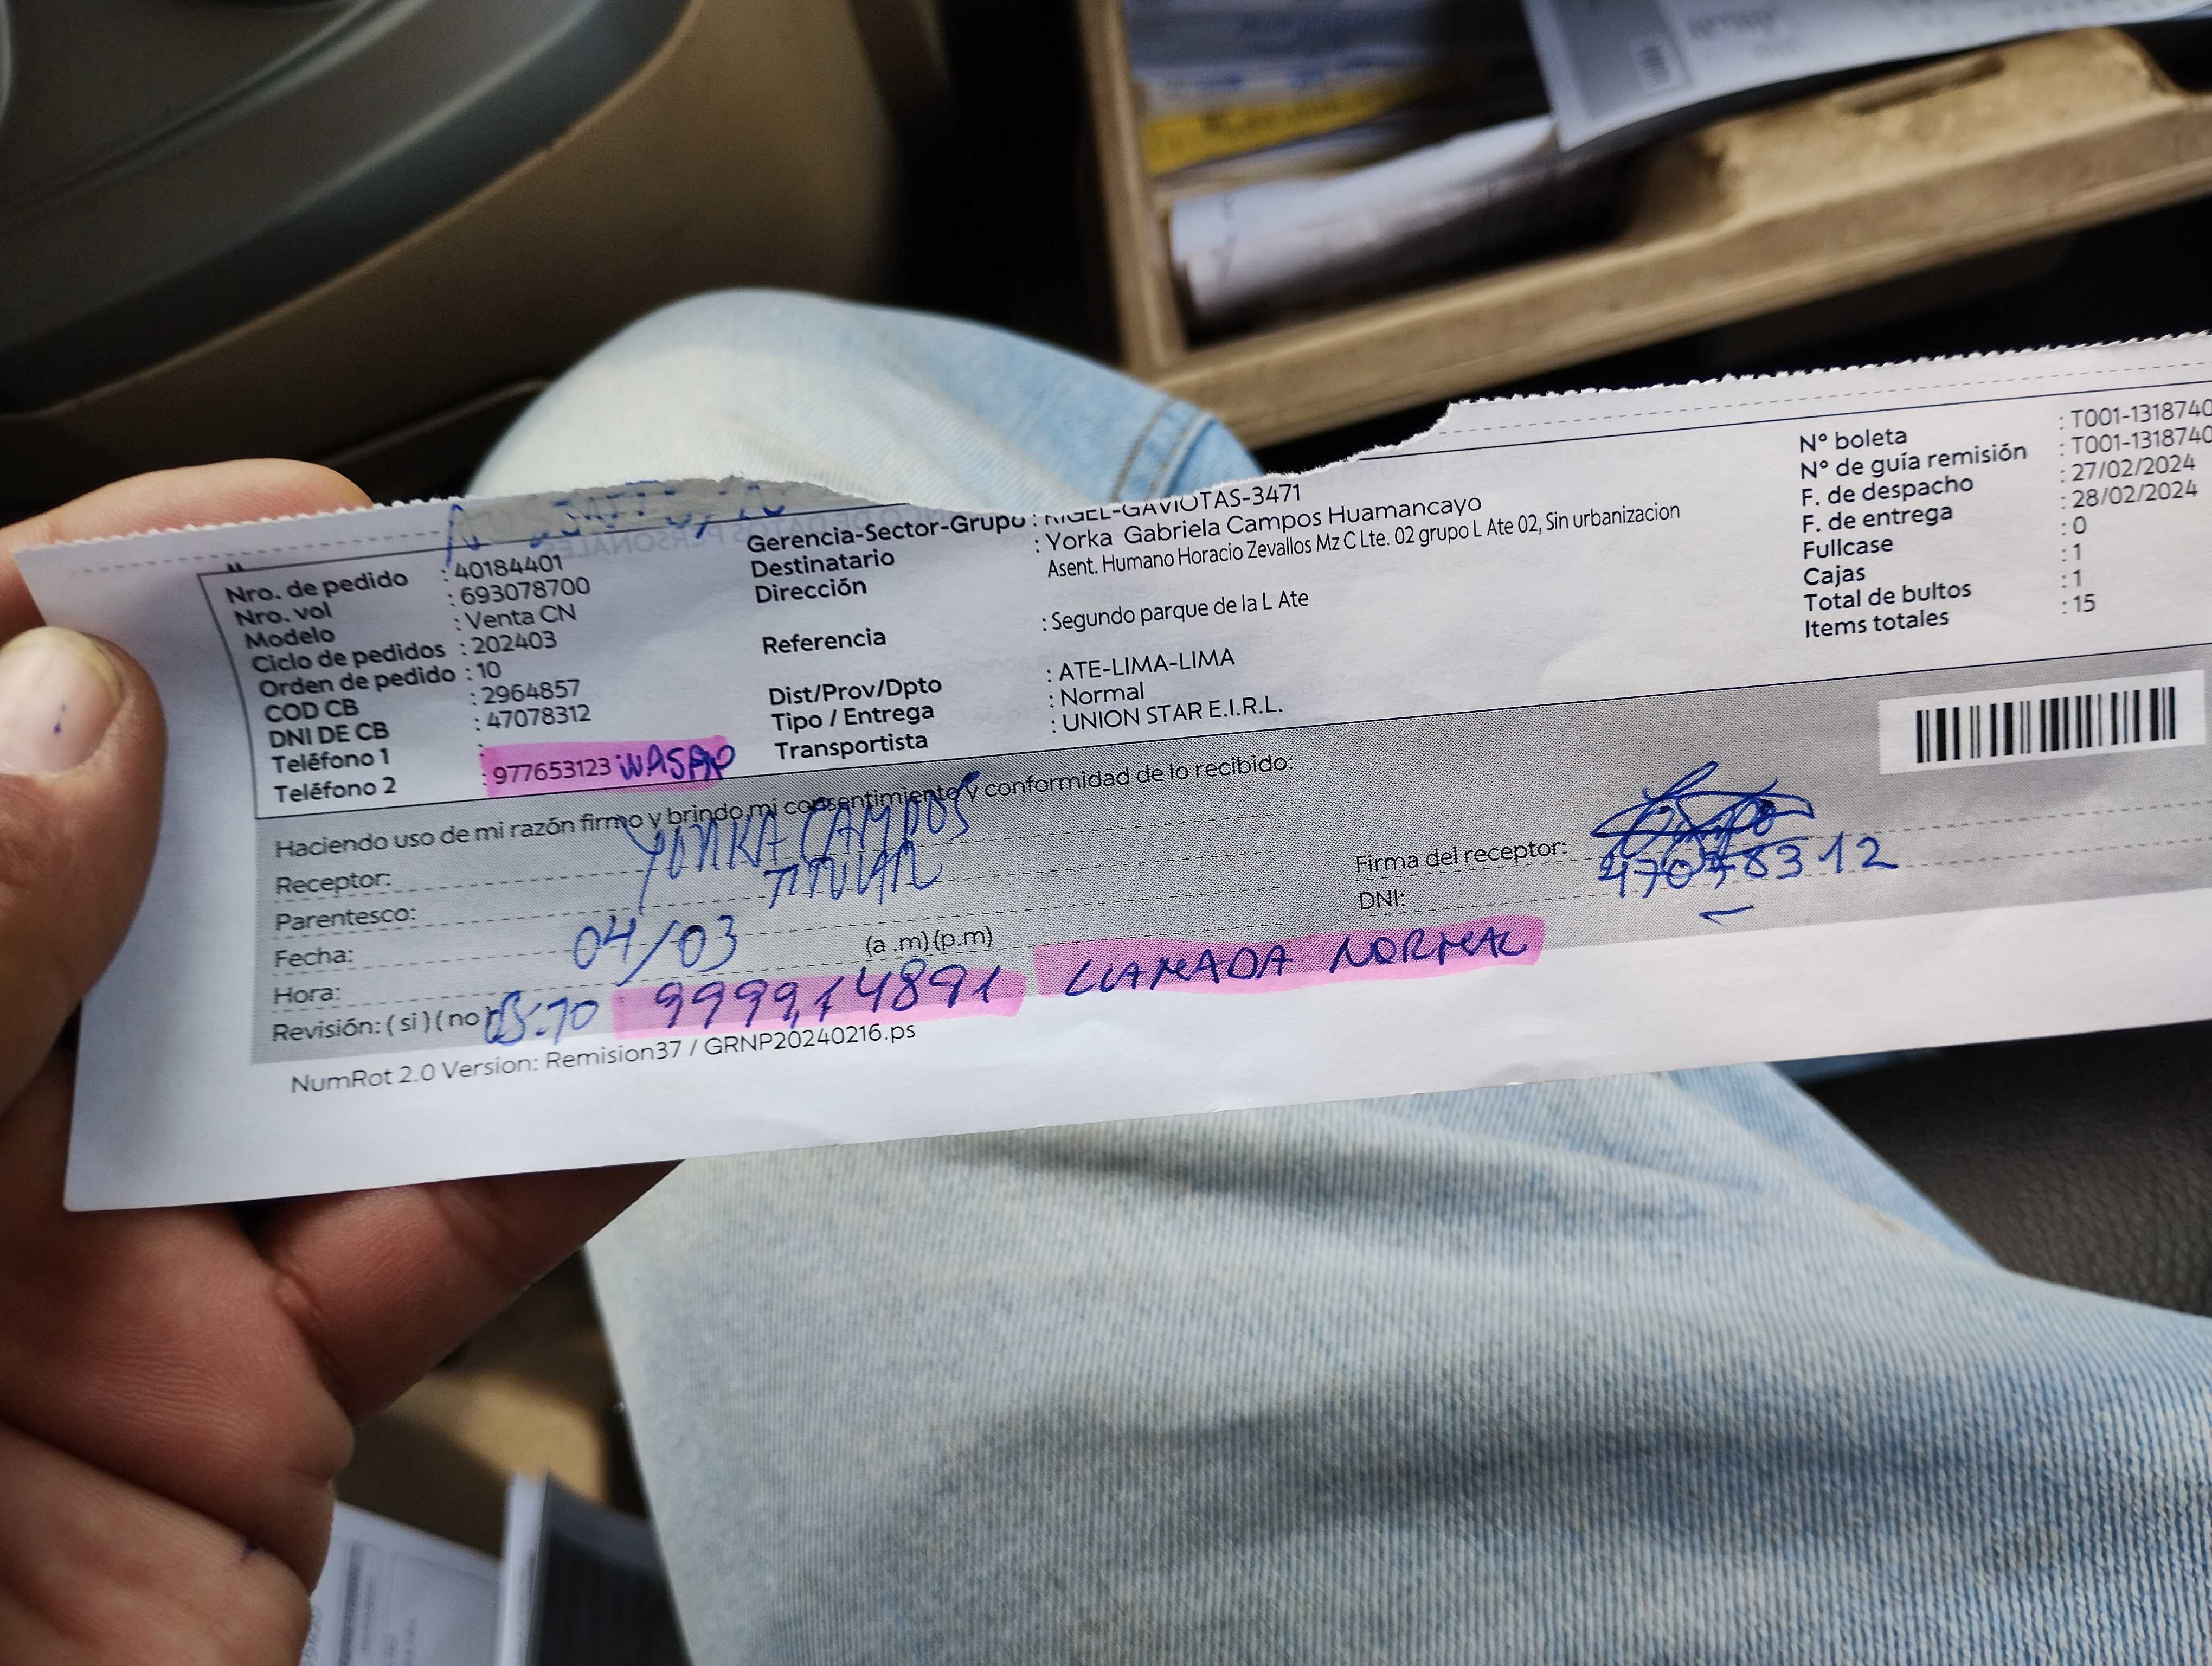 Nro. de pedido : 40184401
Nro. vol : 693078700
Modelo : Venta CN
Ciclo de pedidos : 202403
Orden de pedido : 10
COD CB : 2964857
DNI DE CB : 47078312
Teléfono 1 :
Teléfono 2 : 977653123 WASAP
Gerencia-Sector-Grupo : RIGEL-GAVIOTAS-3471
Destinatario : Yorka Gabriela Campos Huamancayo
Dirección Asent. Humano Horacio Zevallos Mz C Lte. 02 grupo L Ate 02, Sin urbanizacion
Referencia : Segundo parque de la L Ate
Dist/Prov/Dpto : ATE-LIMA-LIMA
Tipo / Entrega : Normal
Transportista : UNION STAR E.I.R.L.
N° boleta : T001-1318740
N° de guía remisión : T001-1318740
F. de despacho : 27/02/2024
F. de entrega : 28/02/2024
Fullcase : 0
Cajas : 1
Total de bultos : 1
Items totales : 15
Haciendo uso de mi razón firmo y brindo mi consentimiento y conformidad de lo recibido:
Receptor: YORKA CAMPOS
Parentesco: TITULAR
Fecha: 04/03
Hora: (a .m) (p.m)
Revisión: ( si ) ( no ) LLAMADA NORMAL
Firma del receptor:
DNI: 47078312
NumRot 2.0 Version: Remision37 / GRNP20240216.ps